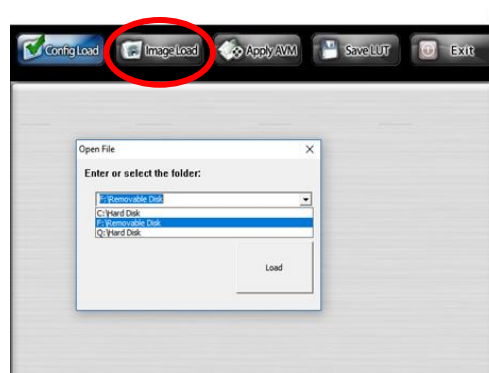 Config Load Image Load Apply AVM Save LUT Exit
Open File
Enter or select the folder:
F:\Removable Disk
C:\Hard Disk
F:\Removable Disk
Q:\Hard Disk
Load